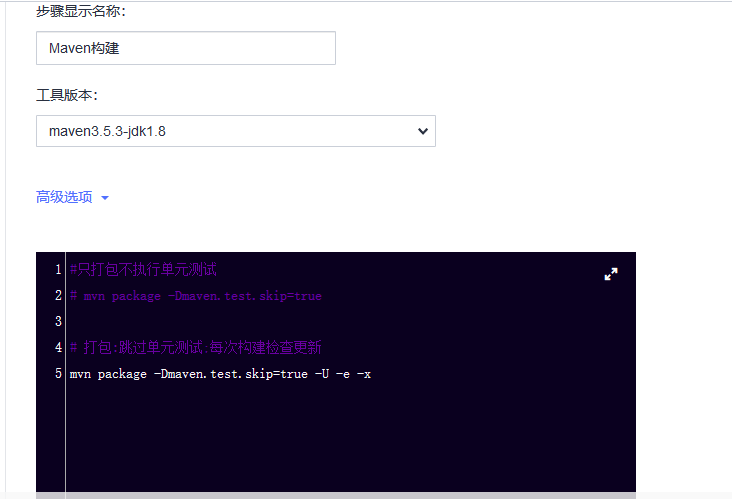 步骤显示名称:
Maven构建
工具版本:
maven3.5.3-jdk1.8
高级选项
1 #只打包不执行单元测试
2 # mvn package -Dmaven.test.skip=true
3
4 # 打包;跳过单元测试;每次构建检查更新
5 mvn package -Dmaven.test.skip=true -U -e -x